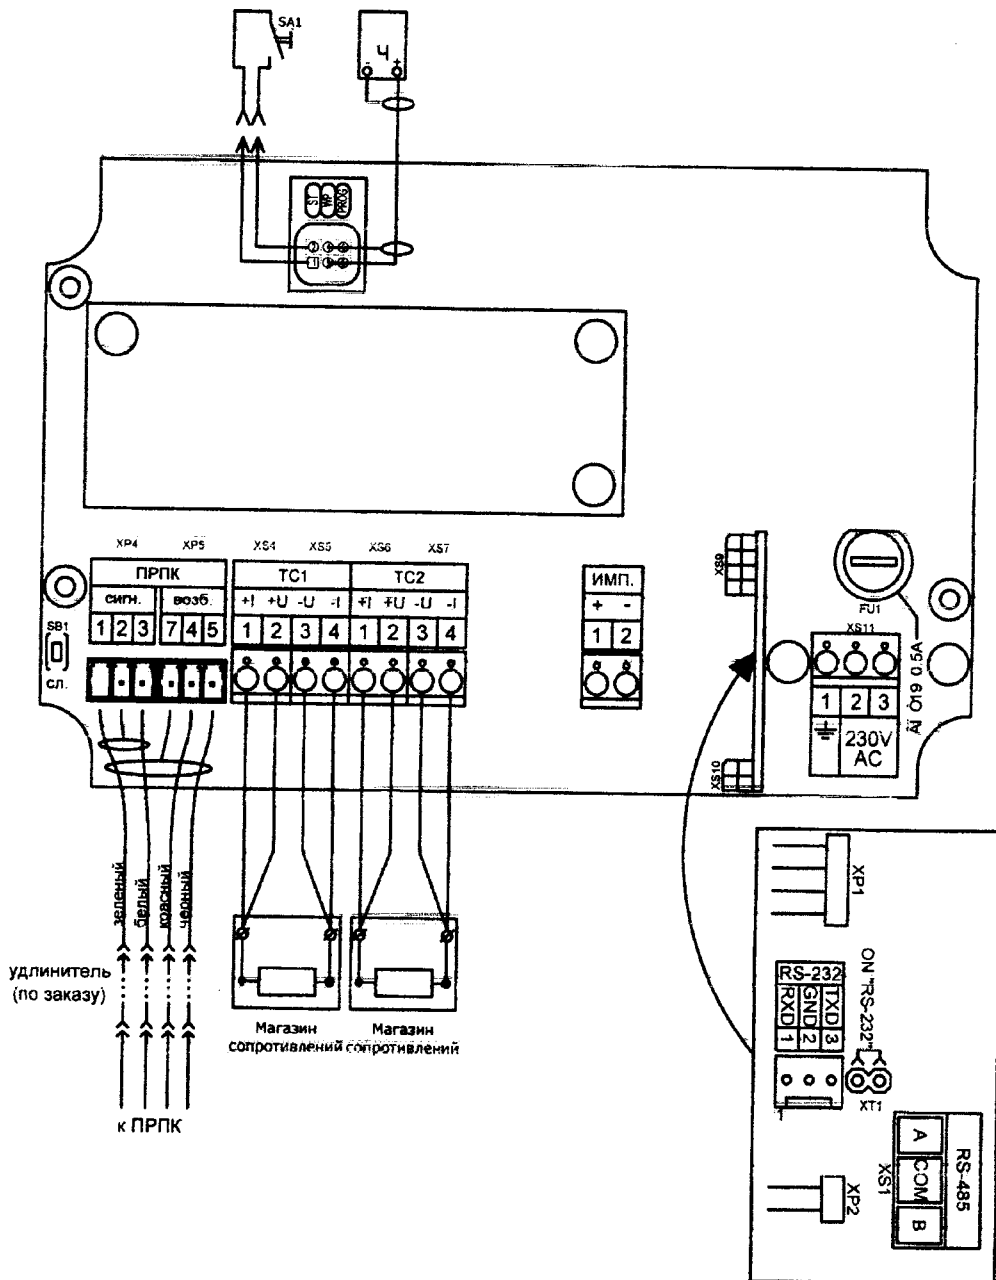 SA1
Ч
- +
ST
WP
PROG
2
1
XP4 XP5 XS4 XS5 XS6 XS7
ПРПК ТС1 ТС2 ИМП.
сигн. возб. +I +U -U -I +I +U -U -I + -
1 2 3 7 4 5 1 2 3 4 1 2 3 4 1 2
SB1
сл.
XS9
XS10
FU1
XS11
0.5A
1 2 3
230V
AC
зеленый
белый
красный
черный
удлинитель
(по заказу)
к ПРПК
Магазин
сопротивлений
Магазин
сопротивлений
XP1
ON "RS-232"
RS-232
RXD GND TXD
1 2 3
1
XT1
RS-485
A COM B
XS1
XP2